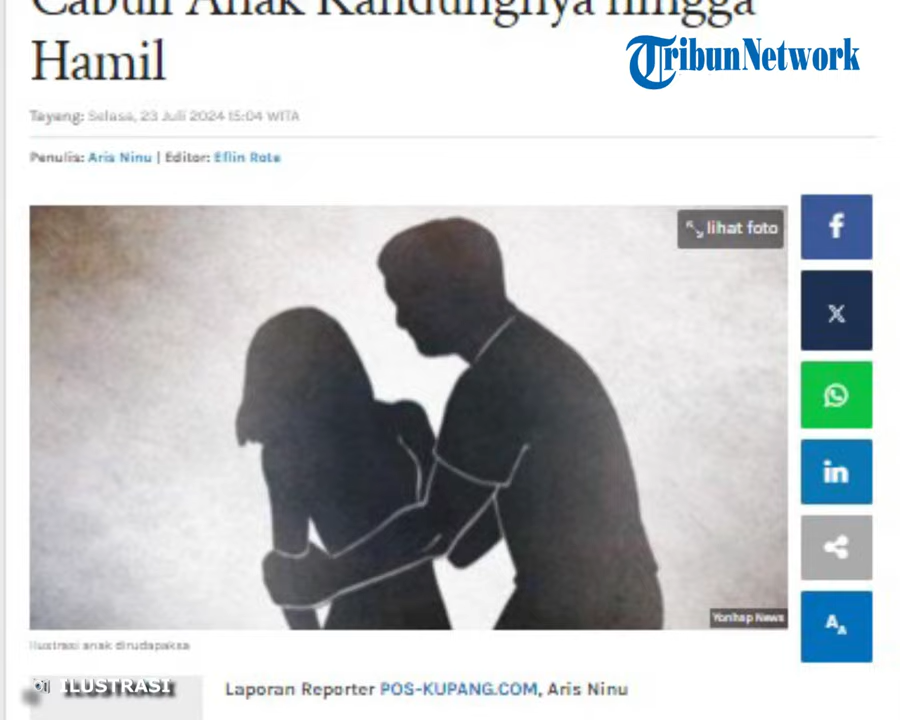 Cabuli Anak Kandungnya hingga
Hamil
TribunNetwork
Tayang: Selasa, 23 Juli 2024 15:04 WITA
Penulis: Aris Ninu | Editor: Eflin Rote
lihat foto
Yonhap News
Ilustrasi anak dirudapaksa
ILUSTRASI
Laporan Reporter POS-KUPANG.COM, Aris Ninu